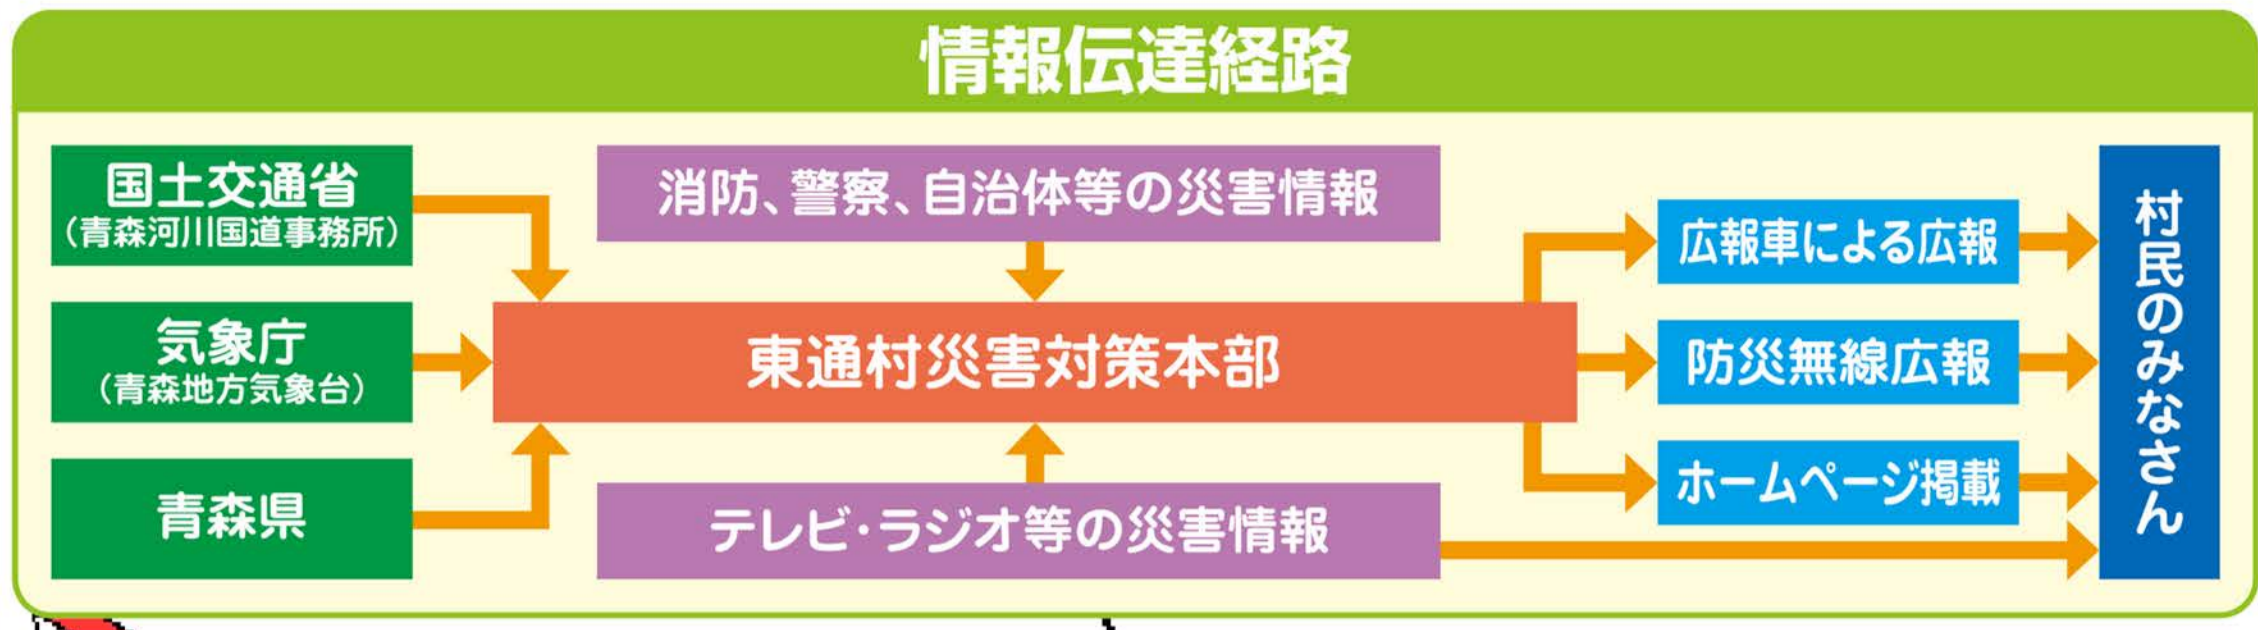 情報伝達経路
国土交通省
（青森河川国道事務所）
気象庁
（青森地方気象台）
青森県
消防、警察、自治体等の災害情報
東通村災害対策本部
テレビ・ラジオ等の災害情報
広報車による広報
防災無線広報
ホームページ掲載
村民のみなさん